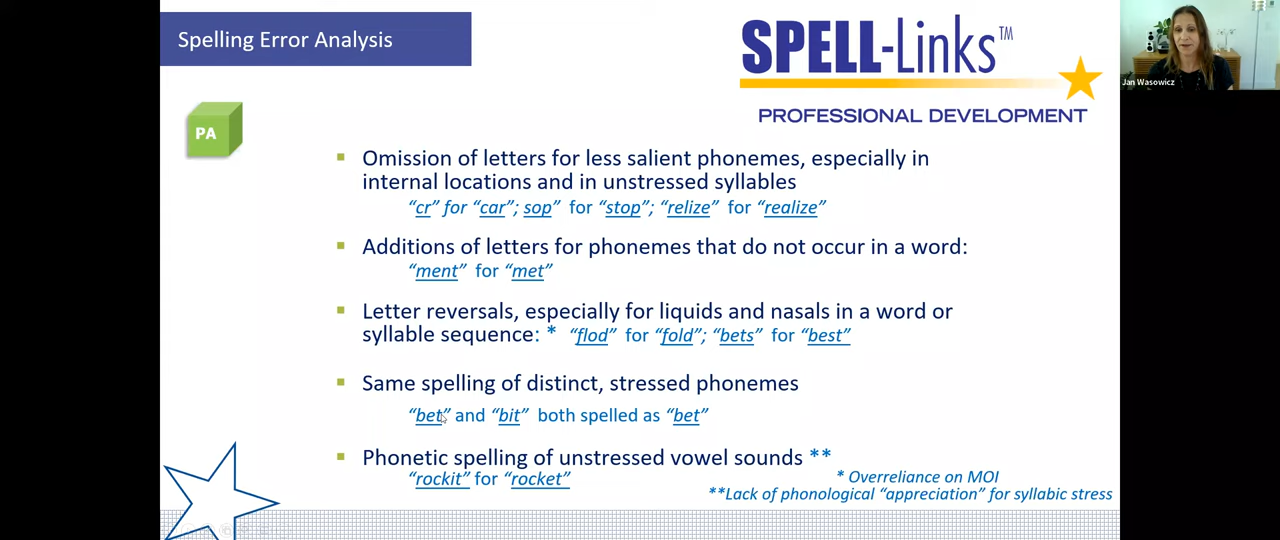 Spelling Error Analysis
SPELL-Links™
PROFESSIONAL DEVELOPMENT
Jan Wasowicz
PA
▪ Omission of letters for less salient phonemes, especially in
internal locations and in unstressed syllables
“cr” for “car”; sop” for “stop”; “relize” for “realize”
▪ Additions of letters for phonemes that do not occur in a word:
“ment” for “met”
▪ Letter reversals, especially for liquids and nasals in a word or
syllable sequence: * “flod” for “fold”; “bets” for “best”
▪ Same spelling of distinct, stressed phonemes
“bet” and “bit” both spelled as “bet”
▪ Phonetic spelling of unstressed vowel sounds **
“rockit” for “rocket”
* Overreliance on MOI
**Lack of phonological “appreciation” for syllabic stress